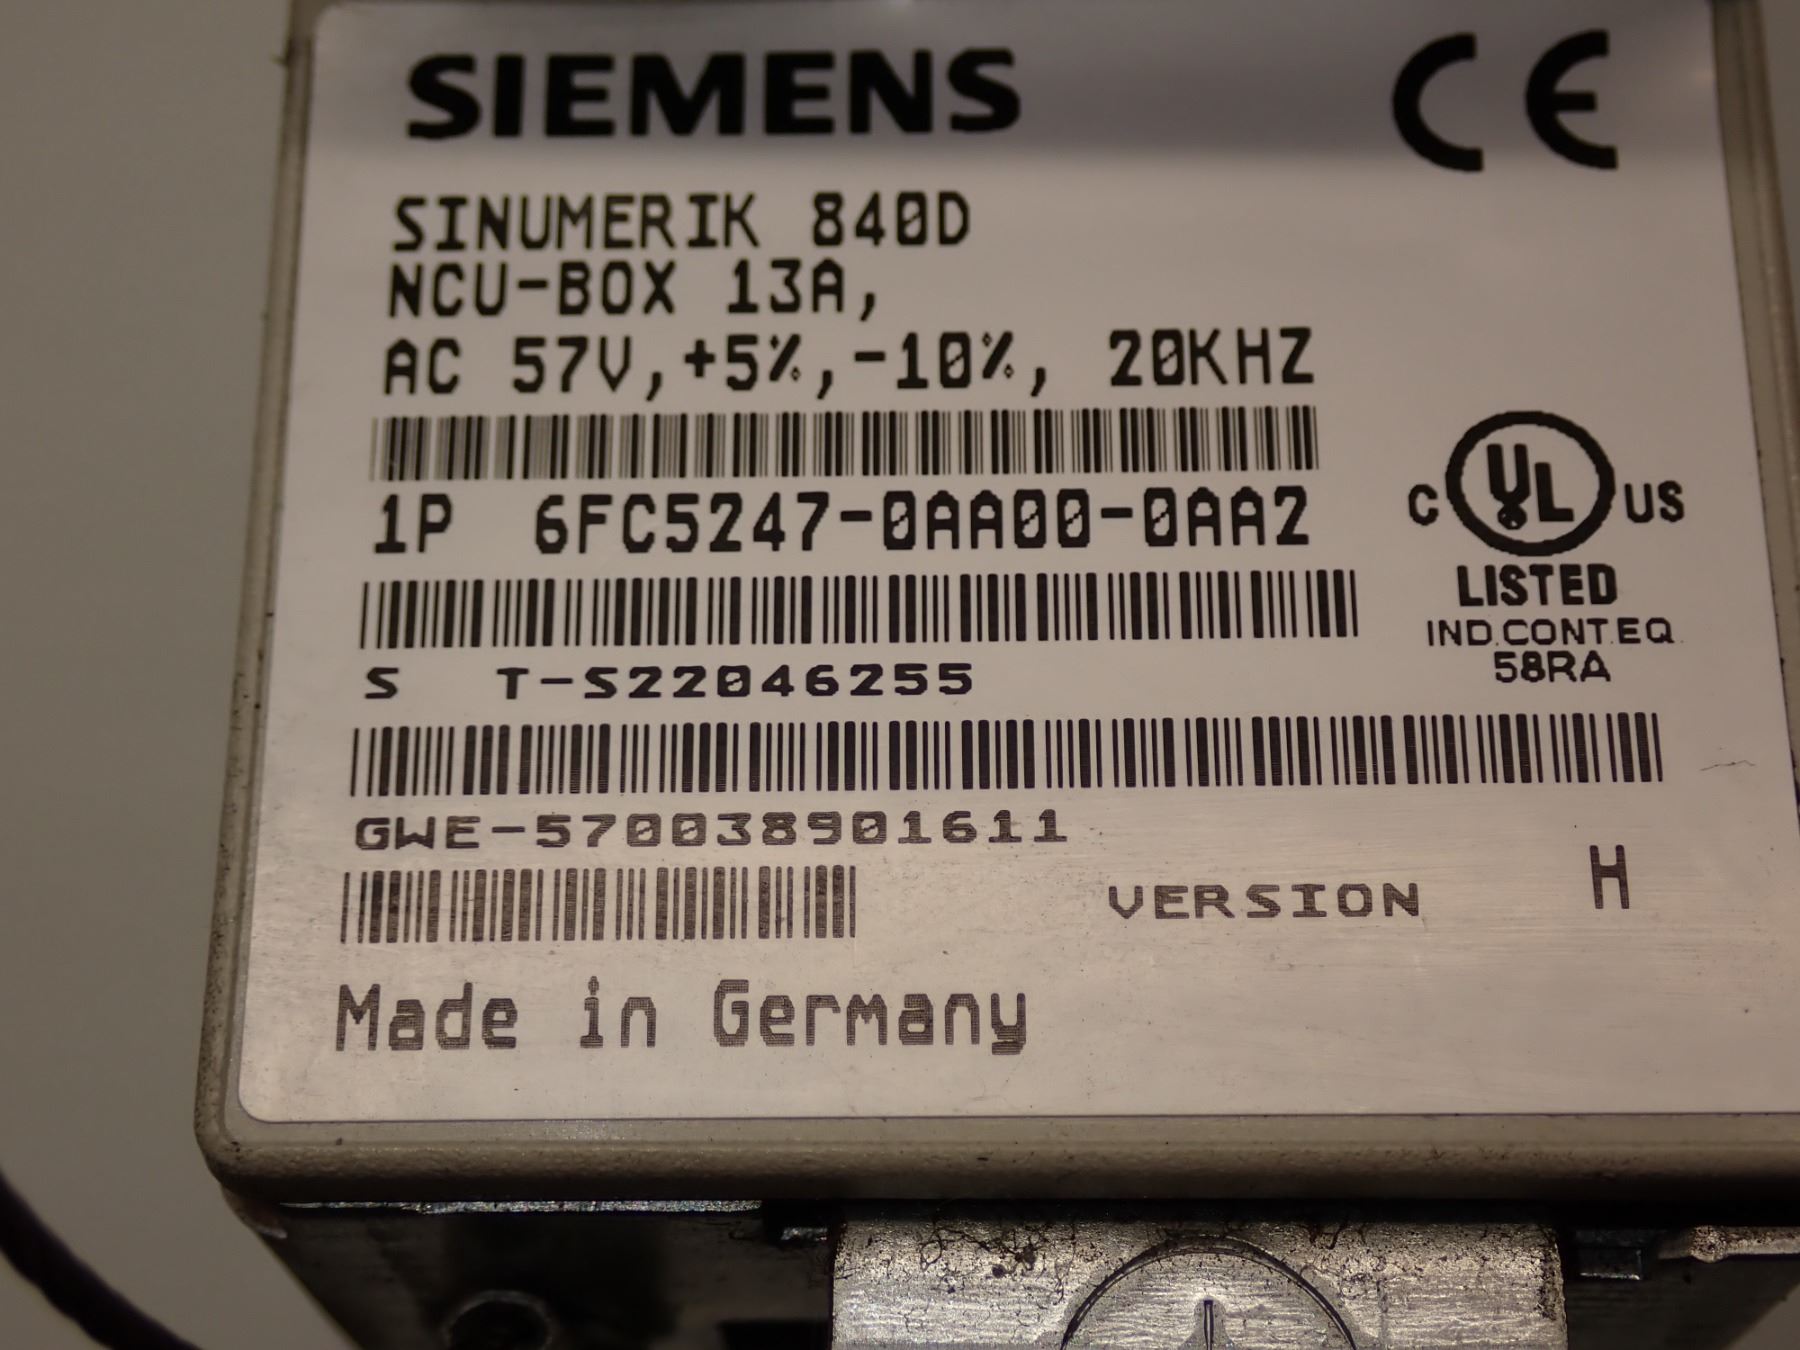 SIEMENS CE
SINUMERIK 840D
NCU-BOX 13A,
AC 57V,+5%,-10%, 20KHZ
1P 6FC5247-0AA00-0AA2
C UL US
LISTED
IND.CONT.EQ.
58RA
S T-S22046255
GWE-570038901611
VERSION H
Made in Germany